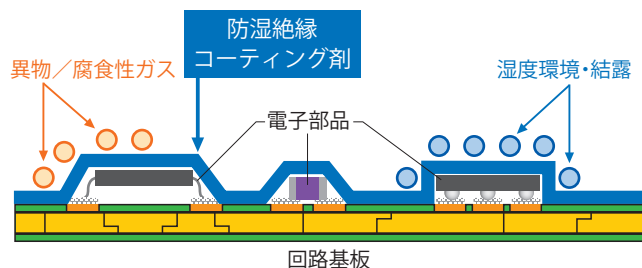 防湿絶縁
コーティング剤
異物／腐食性ガス
湿度環境・結露
電子部品
回路基板